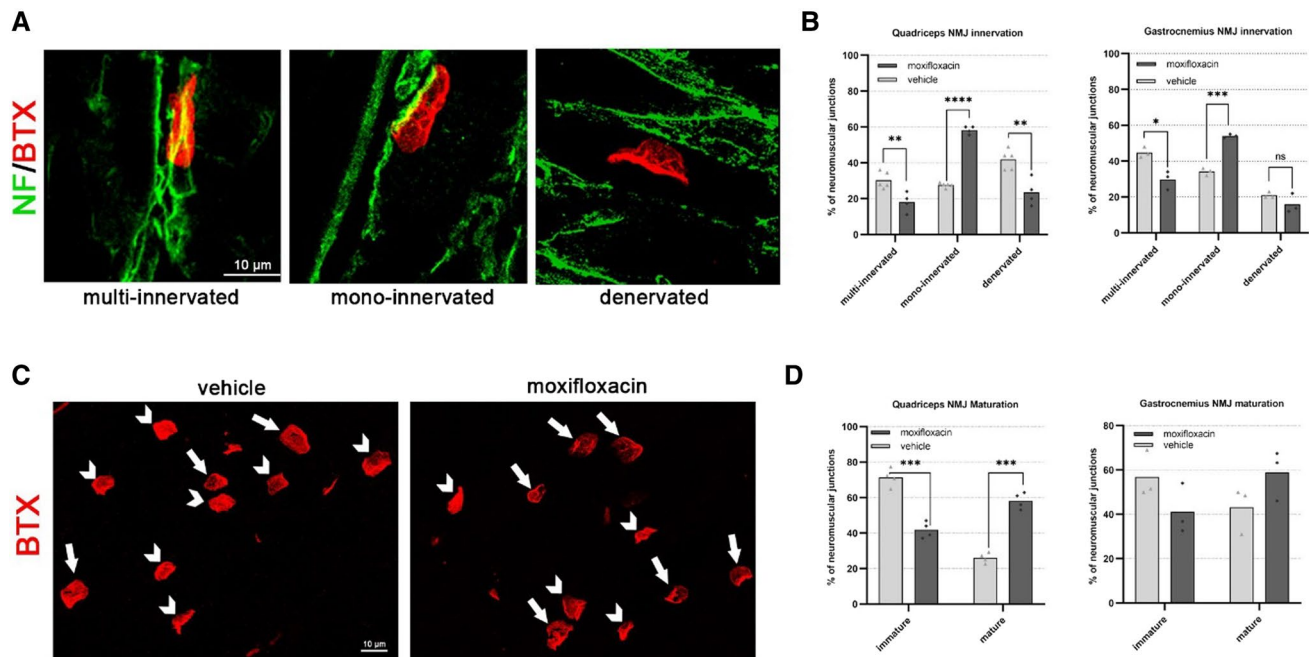 A
NF/BTX
10 µm
multi-innervated
mono-innervated
denervated
B
Quadriceps NMJ innervation
moxifloxacin
vehicle
% of neuromuscular junctions
100
80
60
40
20
0
**
****
**
multi-innervated
mono-innervated
denervated
Gastrocnemius NMJ innervation
moxifloxacin
vehicle
% of neuromuscular junctions
100
80
60
40
20
0
*
***
ns
multi-innervated
mono-innervated
denervated
C
vehicle
moxifloxacin
BTX
10 µm
D
Quadriceps NMJ Maturation
moxifloxacin
vehicle
% of neuromuscular junctions
100
80
60
40
20
0
***
***
immature
mature
Gastrocnemius NMJ maturation
moxifloxacin
vehicle
% of neuromuscular junctions
80
60
40
20
0
immature
mature